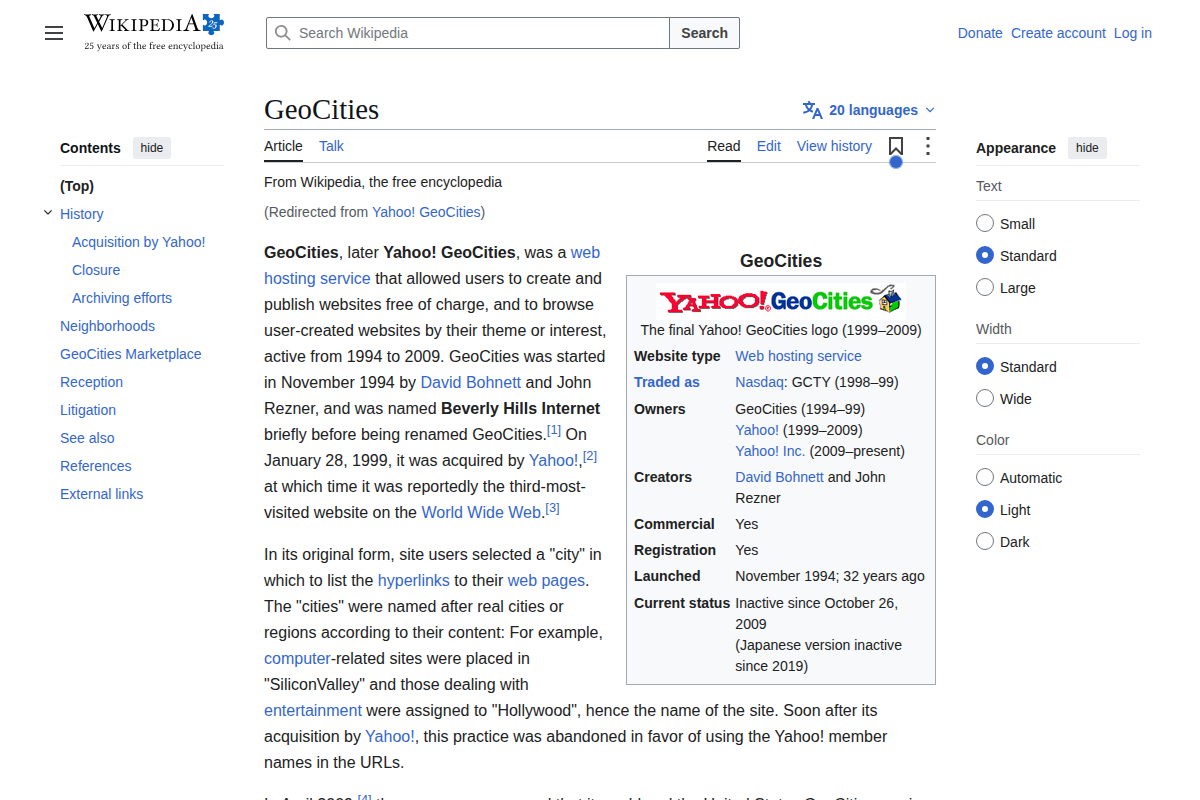 WIKIPEDIA 25
25 years of the free encyclopedia
Search Wikipedia
Search
Donate Create account Log in
Contents hide
(Top)
History
Acquisition by Yahoo!
Closure
Archiving efforts
Neighborhoods
GeoCities Marketplace
Reception
Litigation
See also
References
External links
GeoCities
20 languages
Article Talk
Read Edit View history
From Wikipedia, the free encyclopedia
(Redirected from Yahoo! GeoCities)
GeoCities, later Yahoo! GeoCities, was a web
hosting service that allowed users to create and
publish websites free of charge, and to browse
user-created websites by their theme or interest,
active from 1994 to 2009. GeoCities was started
in November 1994 by David Bohnett and John
Rezner, and was named Beverly Hills Internet
briefly before being renamed GeoCities.[1] On
January 28, 1999, it was acquired by Yahoo!,[2]
at which time it was reportedly the third-most-
visited website on the World Wide Web.[3]
In its original form, site users selected a "city" in
which to list the hyperlinks to their web pages.
The "cities" were named after real cities or
regions according to their content: For example,
computer-related sites were placed in
"SiliconValley" and those dealing with
entertainment were assigned to "Hollywood", hence the name of the site. Soon after its
acquisition by Yahoo!, this practice was abandoned in favor of using the Yahoo! member
names in the URLs.
GeoCities
YAHOO!® GeoCities
The final Yahoo! GeoCities logo (1999–2009)
Website type Web hosting service
Traded as Nasdaq: GCTY (1998–99)
Owners GeoCities (1994–99)
Yahoo! (1999–2009)
Yahoo! Inc. (2009–present)
Creators David Bohnett and John
Rezner
Commercial Yes
Registration Yes
Launched November 1994; 32 years ago
Current status Inactive since October 26,
2009
(Japanese version inactive
since 2019)
Appearance hide
Text
Small
Standard
Large
Width
Standard
Wide
Color
Automatic
Light
Dark